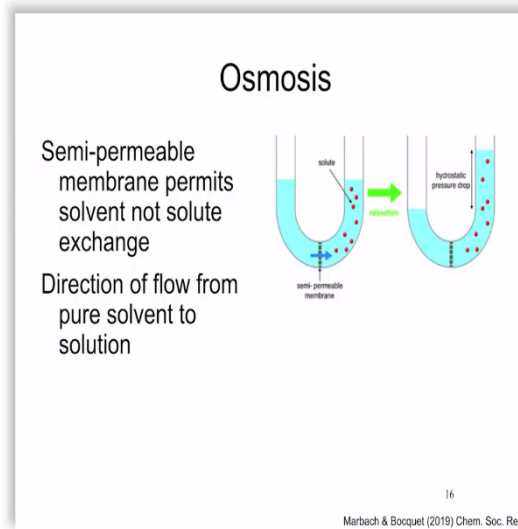 Osmosis
Semi-permeable
membrane permits
solvent not solute
exchange
Direction of flow from
pure solvent to
solution
solute
relaxation
semi- permeable
membrane
hydrostatic
pressure drop
16
Marbach & Bocquet (2019) Chem. Soc. Re